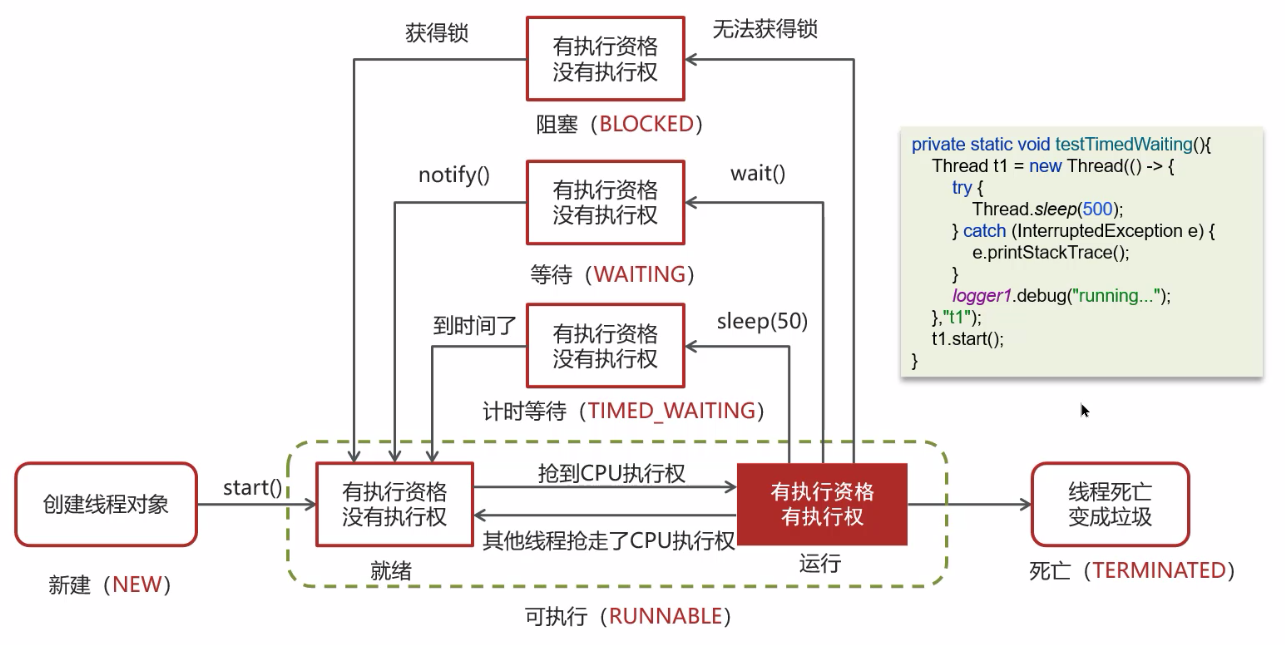 获得锁
有执行资格
没有执行权
无法获得锁
阻塞（BLOCKED）
notify()
有执行资格
没有执行权
wait()
等待（WAITING）
到时间了
有执行资格
没有执行权
sleep(50)
计时等待（TIMED_WAITING）
private static void testTimedWaiting(){
Thread t1 = new Thread(() -> {
try {
Thread.sleep(500);
} catch (InterruptedException e) {
e.printStackTrace();
}
logger1.debug("running...");
},"t1");
t1.start();
}
创建线程对象
新建（NEW）
start()
有执行资格
没有执行权
就绪
抢到CPU执行权
其他线程抢走了CPU执行权
有执行资格
有执行权
运行
可执行（RUNNABLE）
线程死亡
变成垃圾
死亡（TERMINATED）